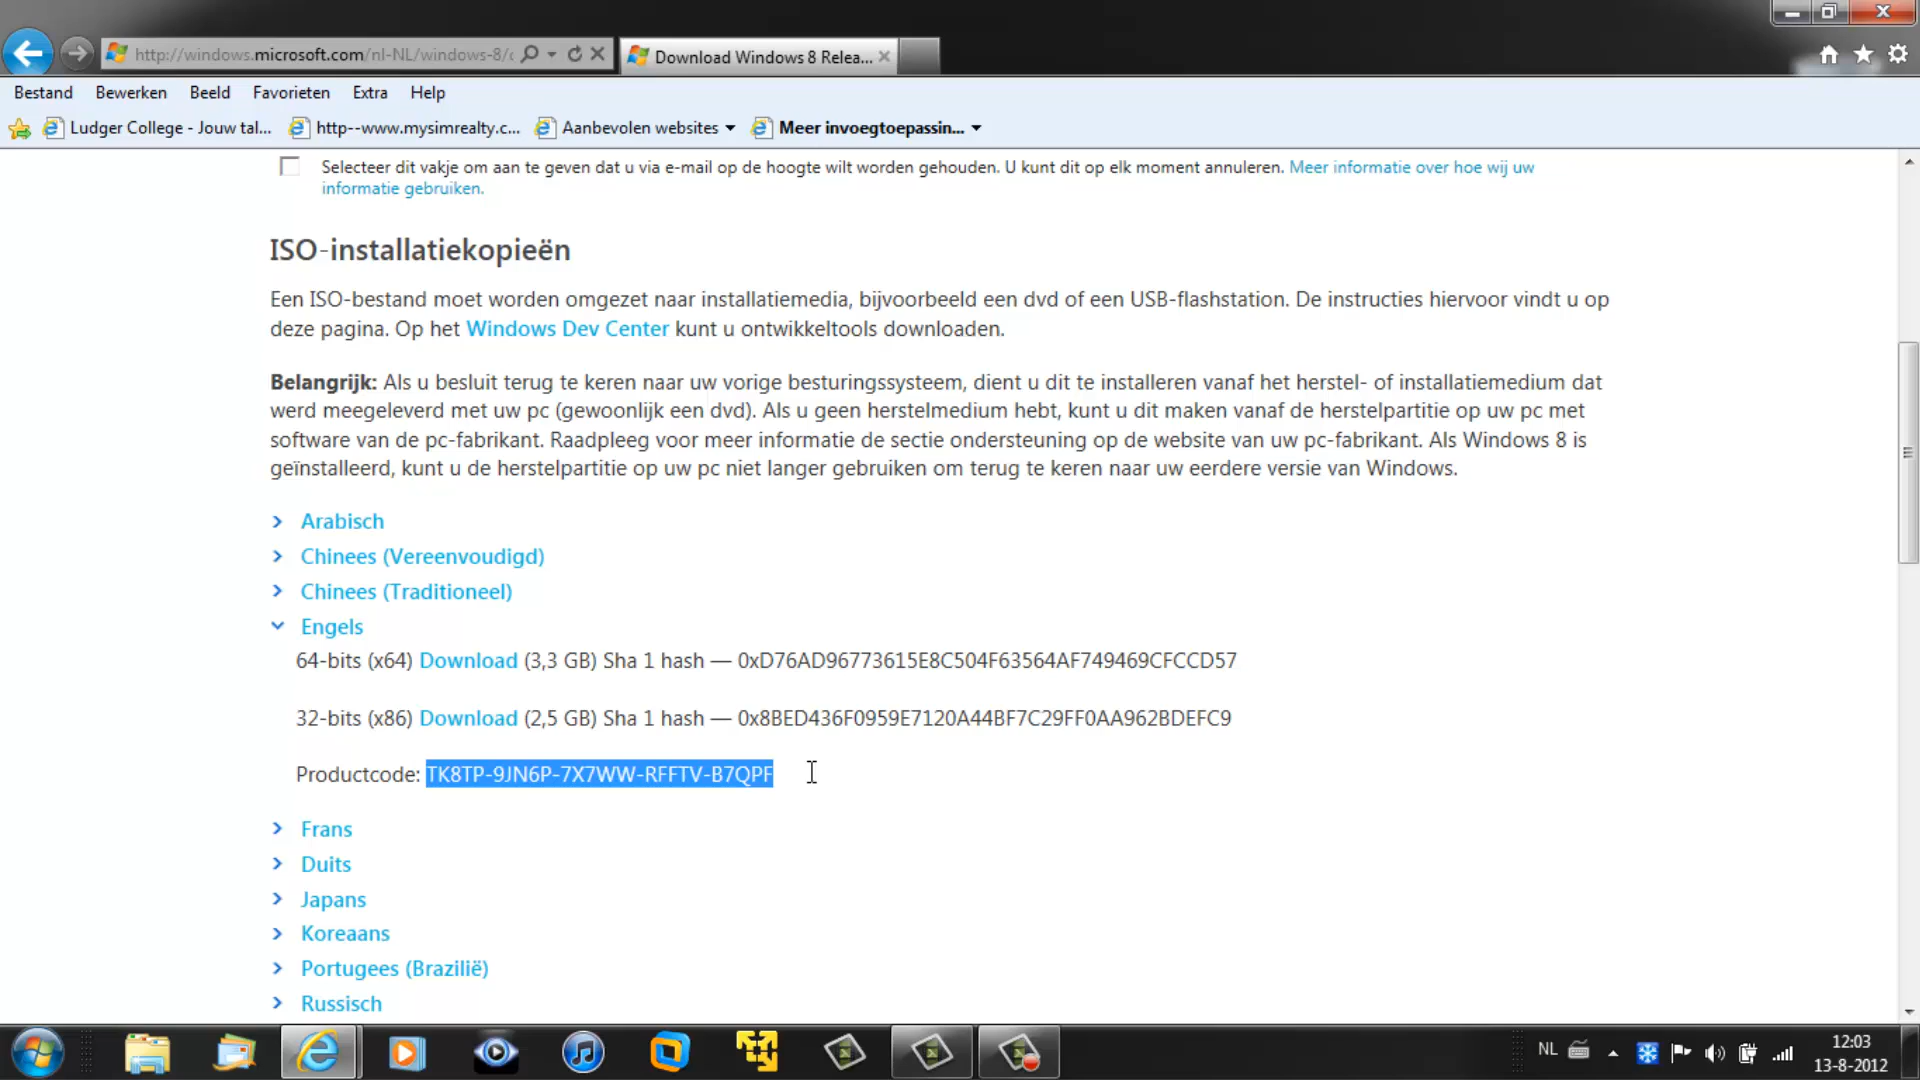 http://windows.microsoft.com/nl-NL/windows-8/
Download Windows 8 Relea...
Bestand Bewerken Beeld Favorieten Extra Help
Ludger College - Jouw tal... http--www.mysimrealty.c... Aanbevolen websites Meer invoegtoepassin...
Selecteer dit vakje om aan te geven dat u via e-mail op de hoogte wilt worden gehouden. U kunt dit op elk moment annuleren. Meer informatie over hoe wij uw
informatie gebruiken.
ISO-installatiekopieën
Een ISO-bestand moet worden omgezet naar installatiemedia, bijvoorbeeld een dvd of een USB-flashstation. De instructies hiervoor vindt u op
deze pagina. Op het Windows Dev Center kunt u ontwikkeltools downloaden.
Belangrijk: Als u besluit terug te keren naar uw vorige besturingssysteem, dient u dit te installeren vanaf het herstel- of installatiemedium dat
werd meegeleverd met uw pc (gewoonlijk een dvd). Als u geen herstelmedium hebt, kunt u dit maken vanaf de herstelpartitie op uw pc met
software van de pc-fabrikant. Raadpleeg voor meer informatie de sectie ondersteuning op de website van uw pc-fabrikant. Als Windows 8 is
geïnstalleerd, kunt u de herstelpartitie op uw pc niet langer gebruiken om terug te keren naar uw eerdere versie van Windows.
Arabisch
Chinees (Vereenvoudigd)
Chinees (Traditioneel)
Engels
64-bits (x64) Download (3,3 GB) Sha 1 hash — 0xD76AD96773615E8C504F63564AF749469CFCCD57
32-bits (x86) Download (2,5 GB) Sha 1 hash — 0x8BED436F0959E7120A44BF7C29FF0AA962BDEFC9
Productcode: TK8TP-9JN6P-7X7WW-RFFTV-B7QPF
Frans
Duits
Japans
Koreaans
Portugees (Brazilië)
Russisch
NL
12:03
13-8-2012